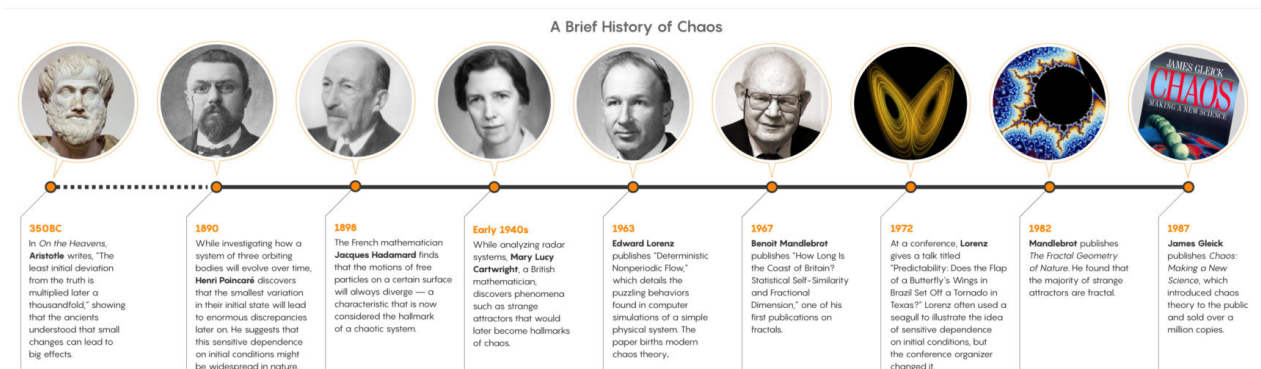 A Brief History of Chaos
JAMES GLEICK
CHAOS
MAKING A NEW SCIENCE
350BC
In On the Heavens,
Aristotle writes, "The
least initial deviation
from the truth is
multiplied later a
thousandfold," showing
that the ancients
understood that small
changes can lead to
big effects.
1890
While investigating how a
system of three orbiting
bodies will evolve over time,
Henri Poincaré discovers
that the smallest variation
in their initial state will lead
to enormous discrepancies
later on. He suggests that
this sensitive dependence
on initial conditions might
be widespread in nature.
1898
The French mathematician
Jacques Hadamard finds
that the motions of free
particles on a certain surface
will always diverge — a
characteristic that is now
considered the hallmark
of a chaotic system.
Early 1940s
While analyzing radar
systems, Mary Lucy
Cartwright, a British
mathematician,
discovers phenomena
such as strange
attractors that would
later become hallmarks
of chaos.
1963
Edward Lorenz
publishes "Deterministic
Nonperiodic Flow,"
which details the
puzzling behaviors
found in computer
simulations of a simple
physical system. The
paper births modern
chaos theory.
1967
Benoit Mandlebrot
publishes "How Long Is
the Coast of Britain?
Statistical Self-Similarity
and Fractional
Dimension," one of his
first publications on
fractals.
1972
At a conference, Lorenz
gives a talk titled
"Predictability: Does the Flap
of a Butterfly's Wings in
Brazil Set Off a Tornado in
Texas?" Lorenz often used a
seagull to illustrate the idea
of sensitive dependence
on initial conditions, but
the conference organizer
changed it.
1982
Mandlebrot publishes
The Fractal Geometry
of Nature. He found that
the majority of strange
attractors are fractal.
1987
James Gleick
publishes Chaos:
Making a New
Science, which
introduced chaos
theory to the public
and sold over a
million copies.